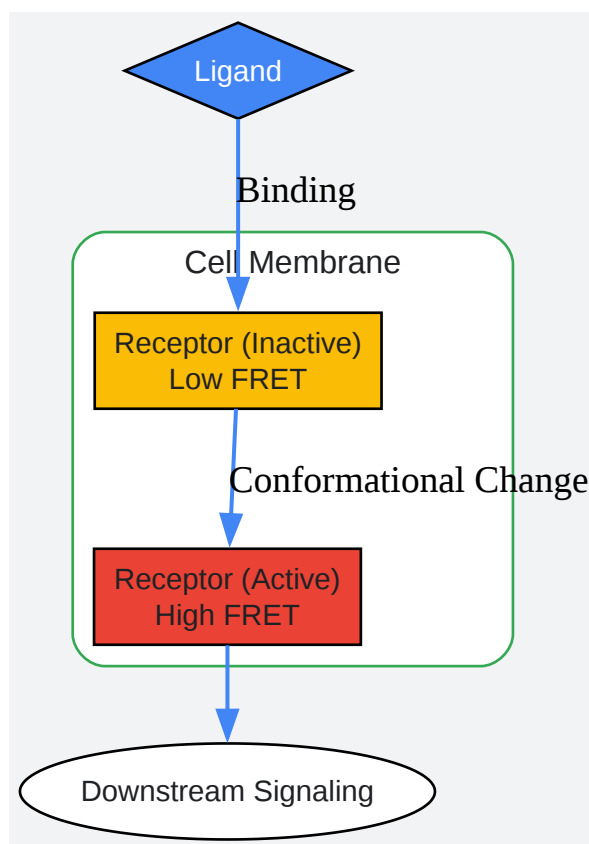 Ligand
Binding
Cell Membrane
Receptor (Inactive)
Low FRET
Conformational Change
Receptor (Active)
High FRET
Downstream Signaling